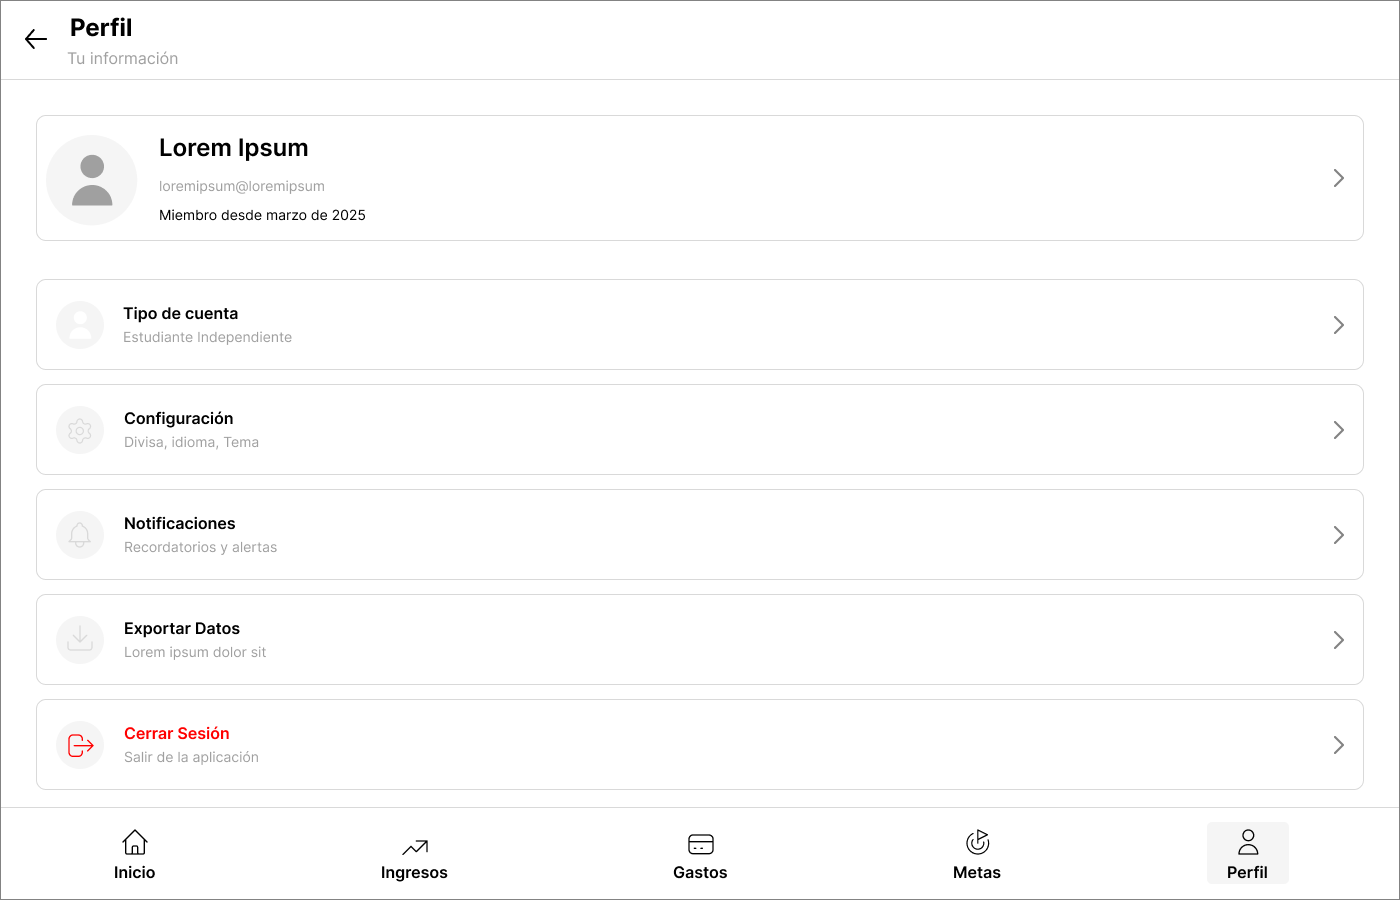 Perfil
Tu información
Lorem Ipsum
loremipsum@loremipsum
Miembro desde marzo de 2025
Tipo de cuenta
Estudiante Independiente
Configuración
Divisa, idioma, Tema
Notificaciones
Recordatorios y alertas
Exportar Datos
Lorem ipsum dolor sit
Cerrar Sesión
Salir de la aplicación
Inicio
Ingresos
Gastos
Metas
Perfil